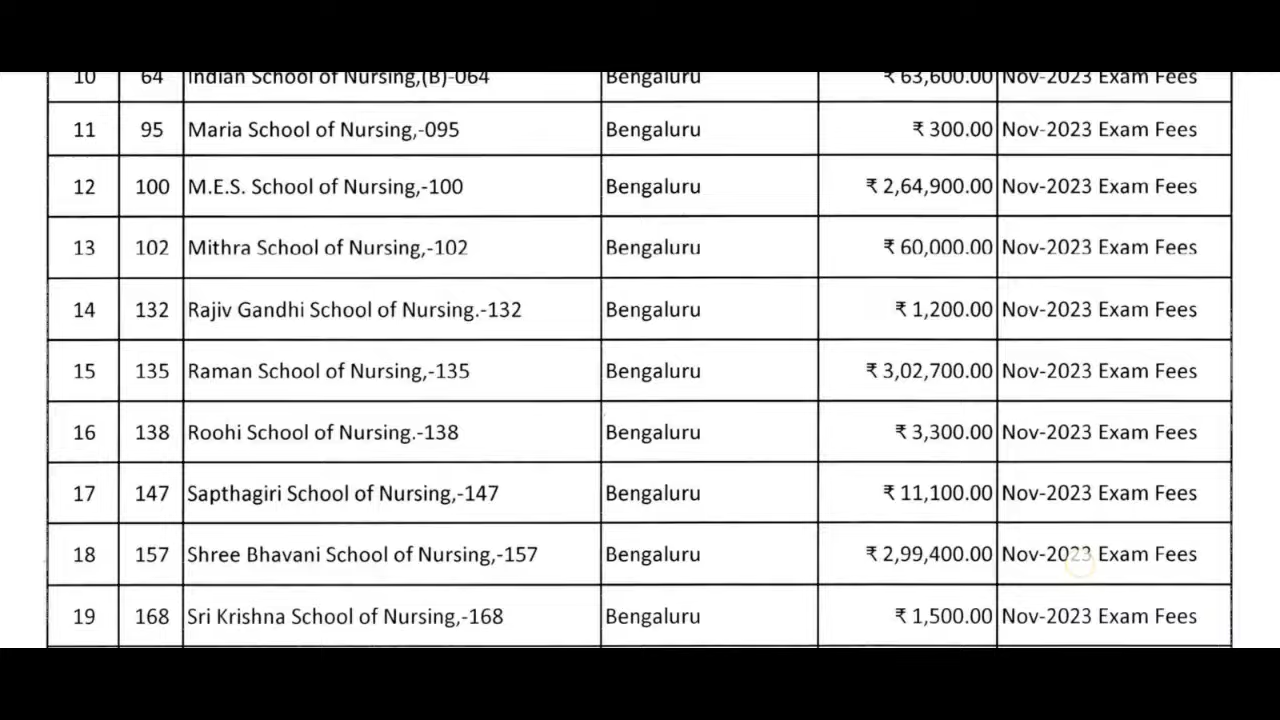 10 64 Indian School of Nursing,(B)-064 Bengaluru ₹ 63,600.00 Nov-2023 Exam Fees
11 95 Maria School of Nursing,-095 Bengaluru ₹ 300.00 Nov-2023 Exam Fees
12 100 M.E.S. School of Nursing,-100 Bengaluru ₹ 2,64,900.00 Nov-2023 Exam Fees
13 102 Mithra School of Nursing,-102 Bengaluru ₹ 60,000.00 Nov-2023 Exam Fees
14 132 Rajiv Gandhi School of Nursing.-132 Bengaluru ₹ 1,200.00 Nov-2023 Exam Fees
15 135 Raman School of Nursing,-135 Bengaluru ₹ 3,02,700.00 Nov-2023 Exam Fees
16 138 Roohi School of Nursing.-138 Bengaluru ₹ 3,300.00 Nov-2023 Exam Fees
17 147 Sapthagiri School of Nursing,-147 Bengaluru ₹ 11,100.00 Nov-2023 Exam Fees
18 157 Shree Bhavani School of Nursing,-157 Bengaluru ₹ 2,99,400.00 Nov-2023 Exam Fees
19 168 Sri Krishna School of Nursing,-168 Bengaluru ₹ 1,500.00 Nov-2023 Exam Fees